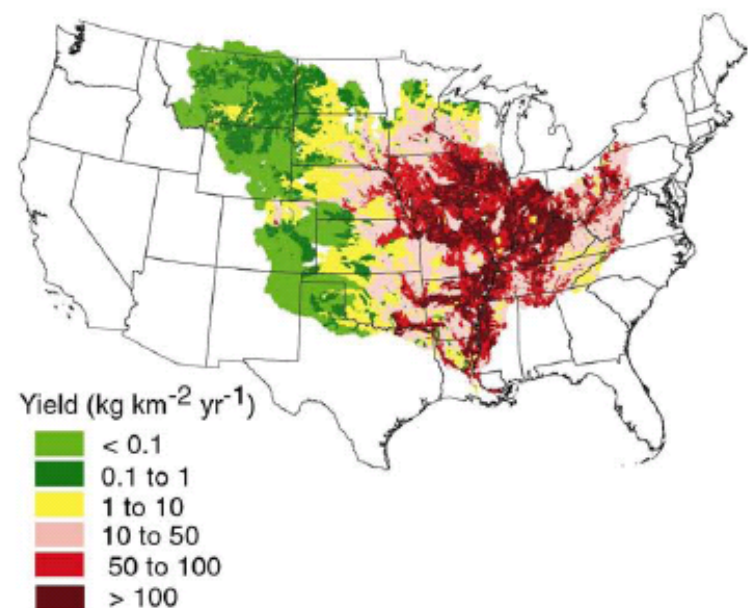 Yield (kg km⁻² yr⁻¹)
< 0.1
0.1 to 1
1 to 10
10 to 50
50 to 100
> 100